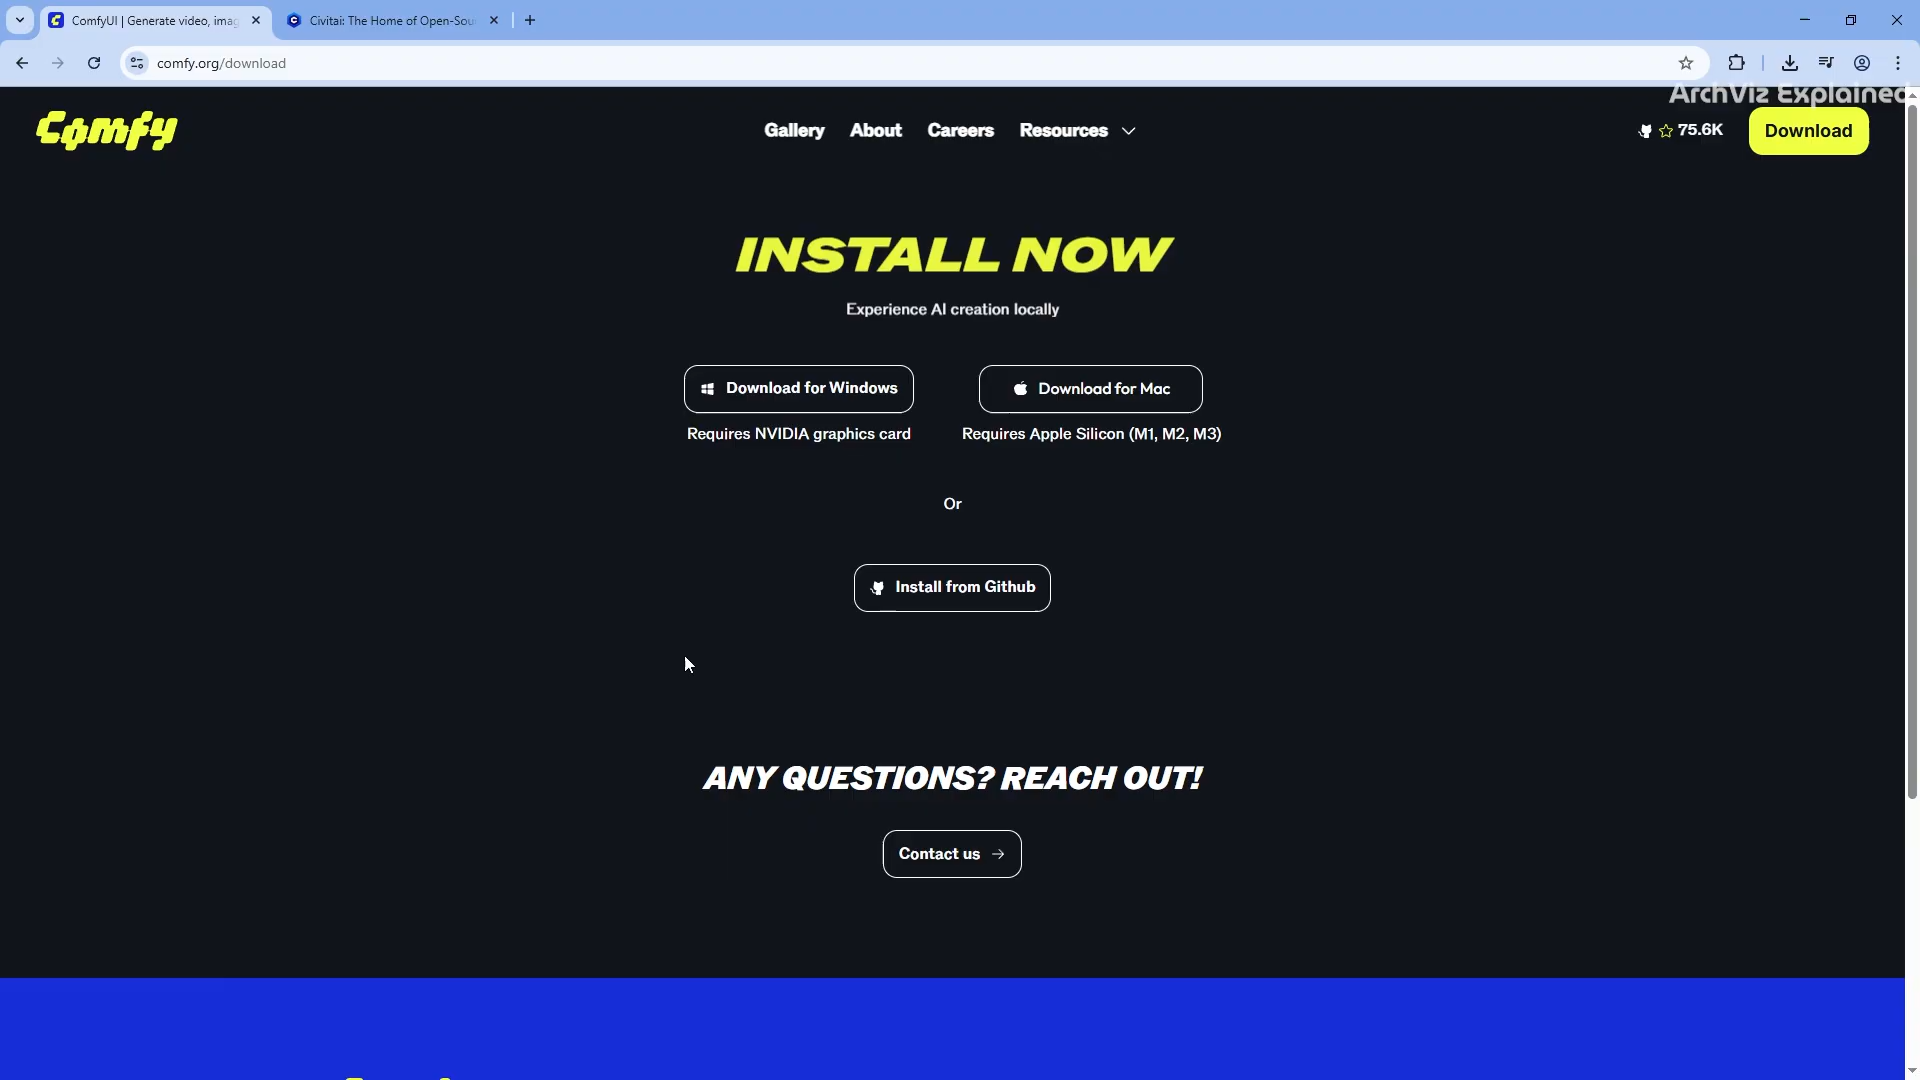 ComfyUI | Generate video, imag
Civitai: The Home of Open-Sou
comfy.org/download
ArchViz Explained
Comfy
Gallery
About
Careers
Resources
75.6K
Download
INSTALL NOW
Experience AI creation locally
Download for Windows
Download for Mac
Requires NVIDIA graphics card
Requires Apple Silicon (M1, M2, M3)
Or
Install from Github
ANY QUESTIONS? REACH OUT!
Contact us